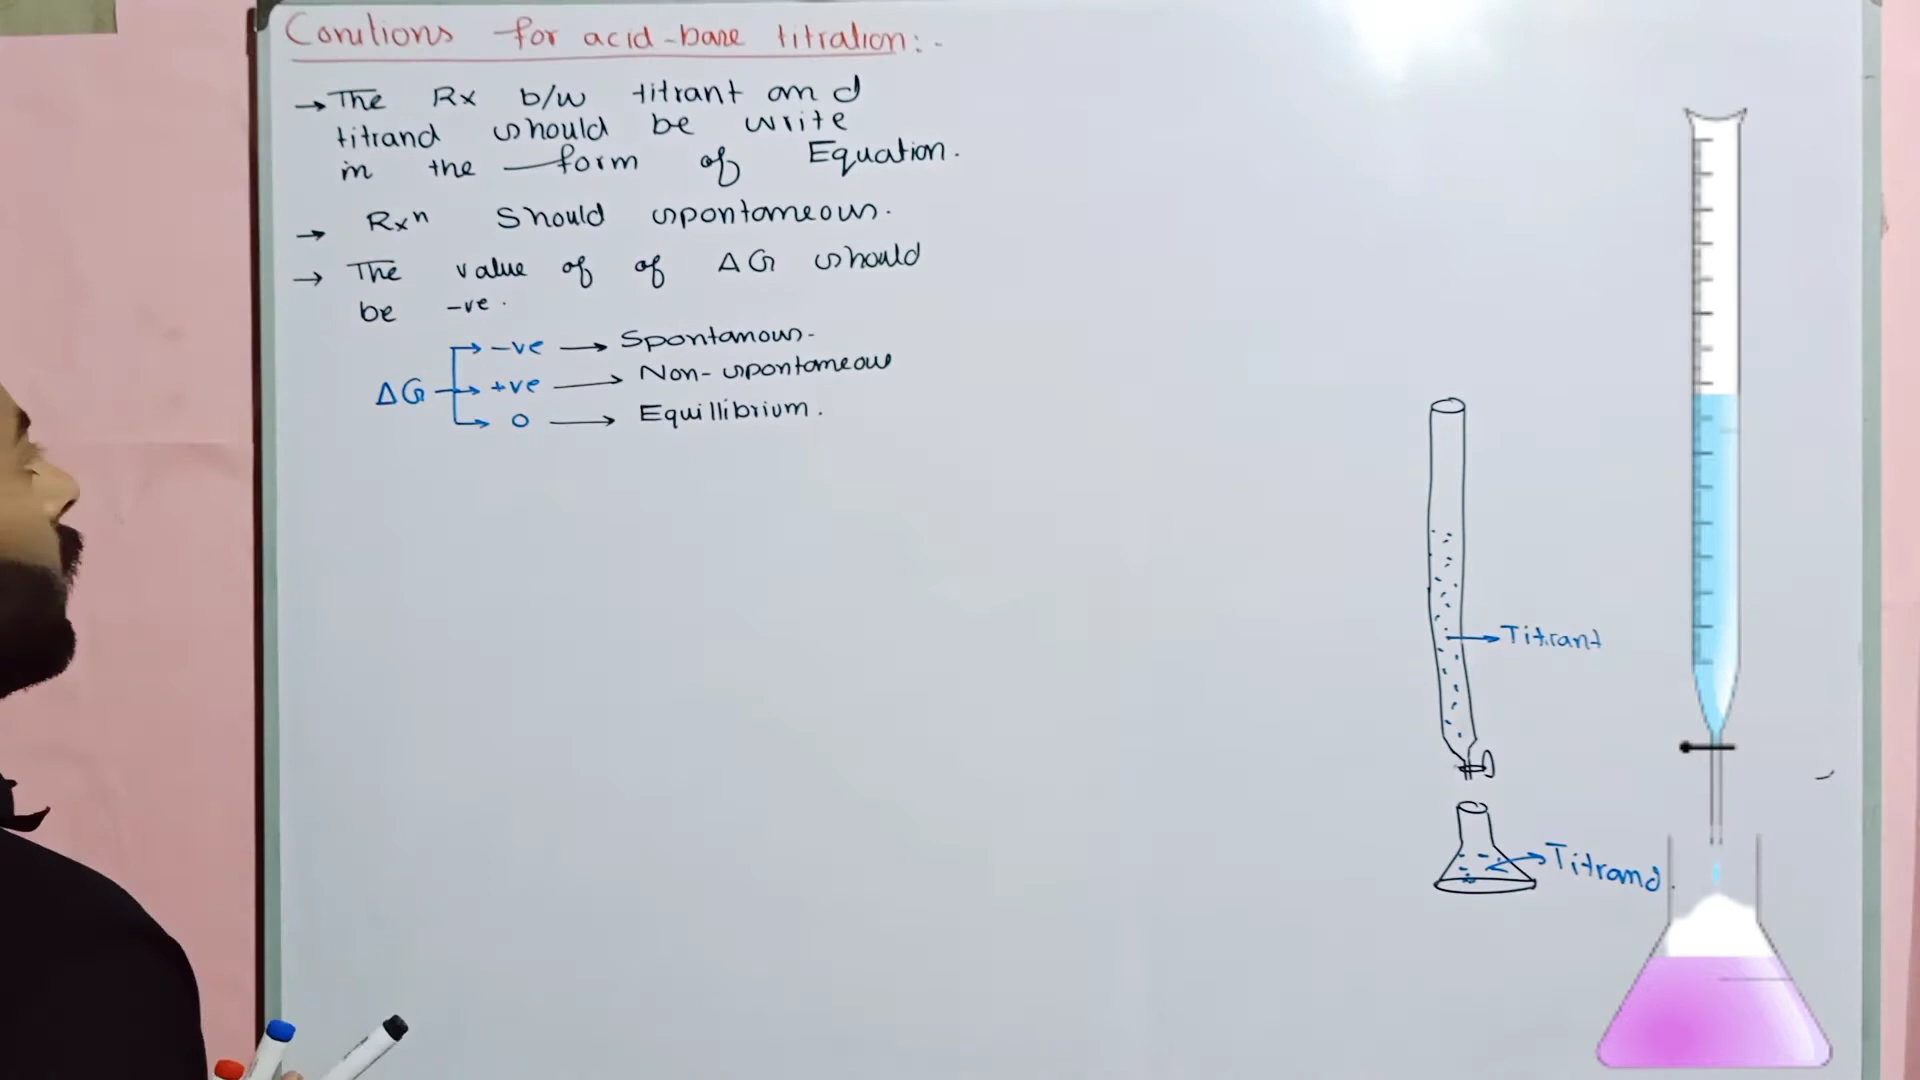 Conitions for acid-base titration:-
→ The Rx b/w titrant and
titrand should be write
in the form of Equation.
→ Rxⁿ Should spontaneous.
→ The value of of ΔG should
be -ve.
-ve → Spontanous-
ΔG +ve → Non-spontaneous
0 → Equillibrium.
→ Titrant
→ Titrand.